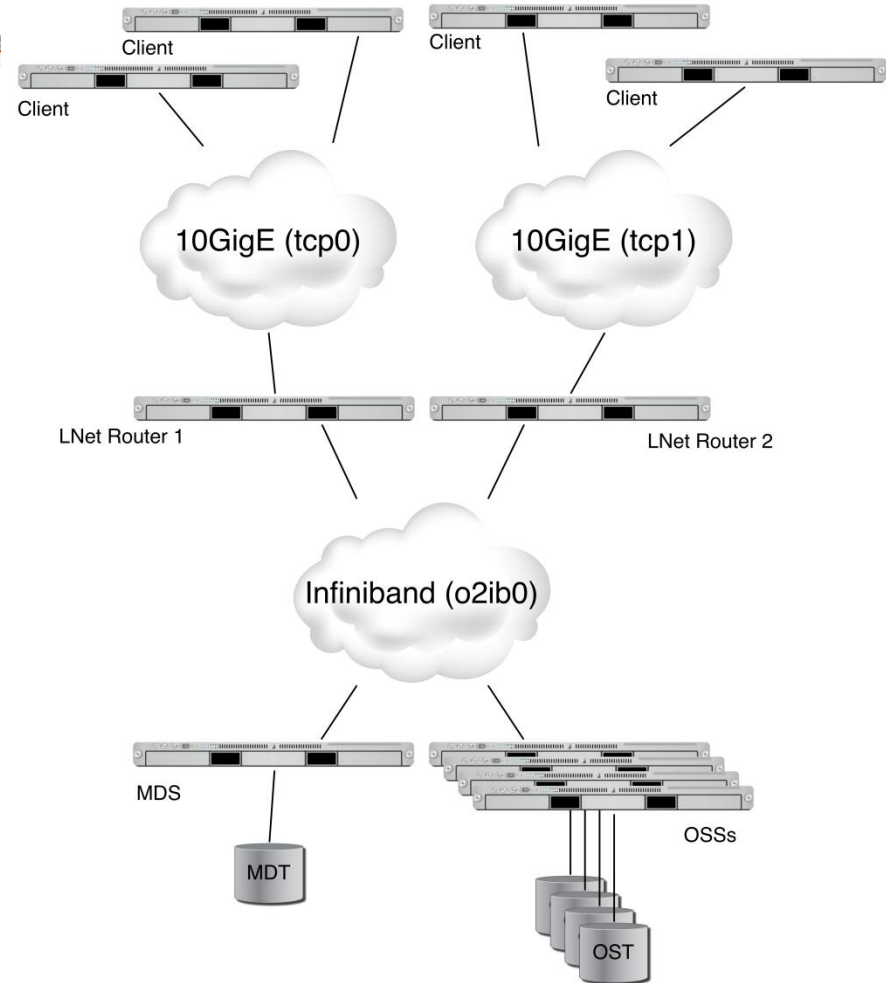 Client
Client
Client
Client
10GigE (tcp0)
10GigE (tcp1)
LNet Router 1
LNet Router 2
Infiniband (o2ib0)
MDS
OSSs
MDT
OST